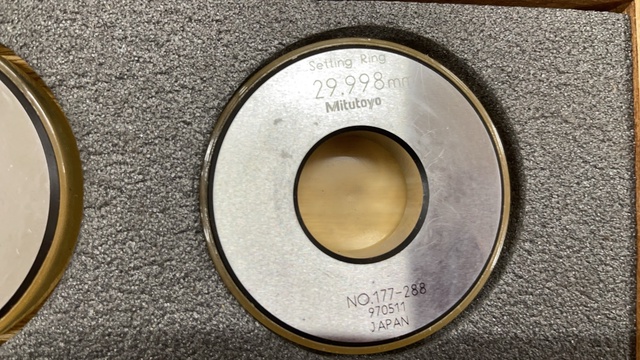 Setting Ring
29.998mm
Mitutoyo
NO.177-288
970511
JAPAN